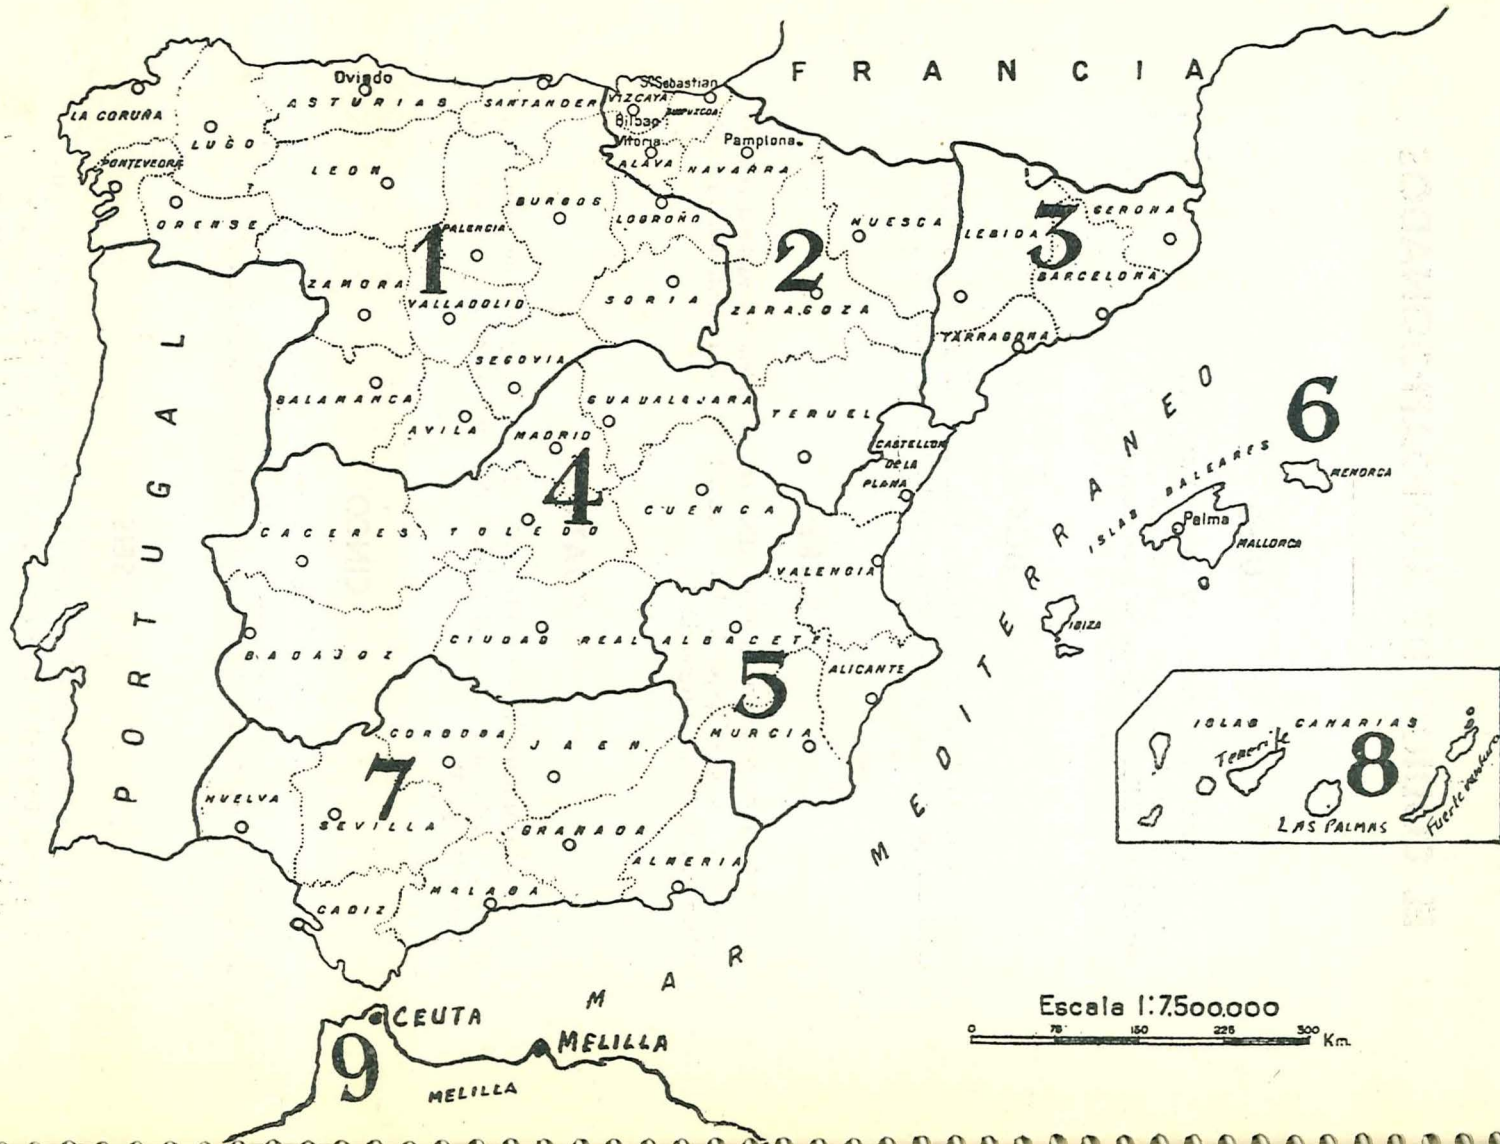 FRANCIA
Oviedo
ASTURIAS
SANTANDER
S. Sebastian
VIZCAYA
GUIPUZCOA
Bilbao
LA CORUÑA
LUGO
PONTEVEDRA
ORENSE
LEON
Vitoria
ALAVA
Pamplona
NAVARRA
BURGOS
LOGROÑO
PALENCIA
1
HUESCA
2
LERIDA
3
GERONA
BARCELONA
TARRAGONA
ZAMORA
VALLADOLID
SORIA
ZARAGOZA
SEGOVIA
SALAMANCA
AVILA
MADRID
GUADALAJARA
TERUEL
CASTELLON
DE LA
PLANA
4
CUENCA
CACERES
TOLEDO
VALENCIA
PORTUGAL
MAR MEDITERRANEO
6
ISLAS BALEARES
MENORCA
Palma
MALLORCA
IBIZA
BADAJOZ
CIUDAD REAL
ALBACETE
5
ALICANTE
MURCIA
CORDOBA
JAEN
7
HUELVA
SEVILLA
GRANADA
ALMERIA
MALAGA
CADIZ
ISLAS CANARIAS
Tenerife
8
LAS PALMAS
Fuerteventura
CEUTA
MELILLA
9
MELILLA
Escala 1:7.500.000
0 75 150 225 300 Km.